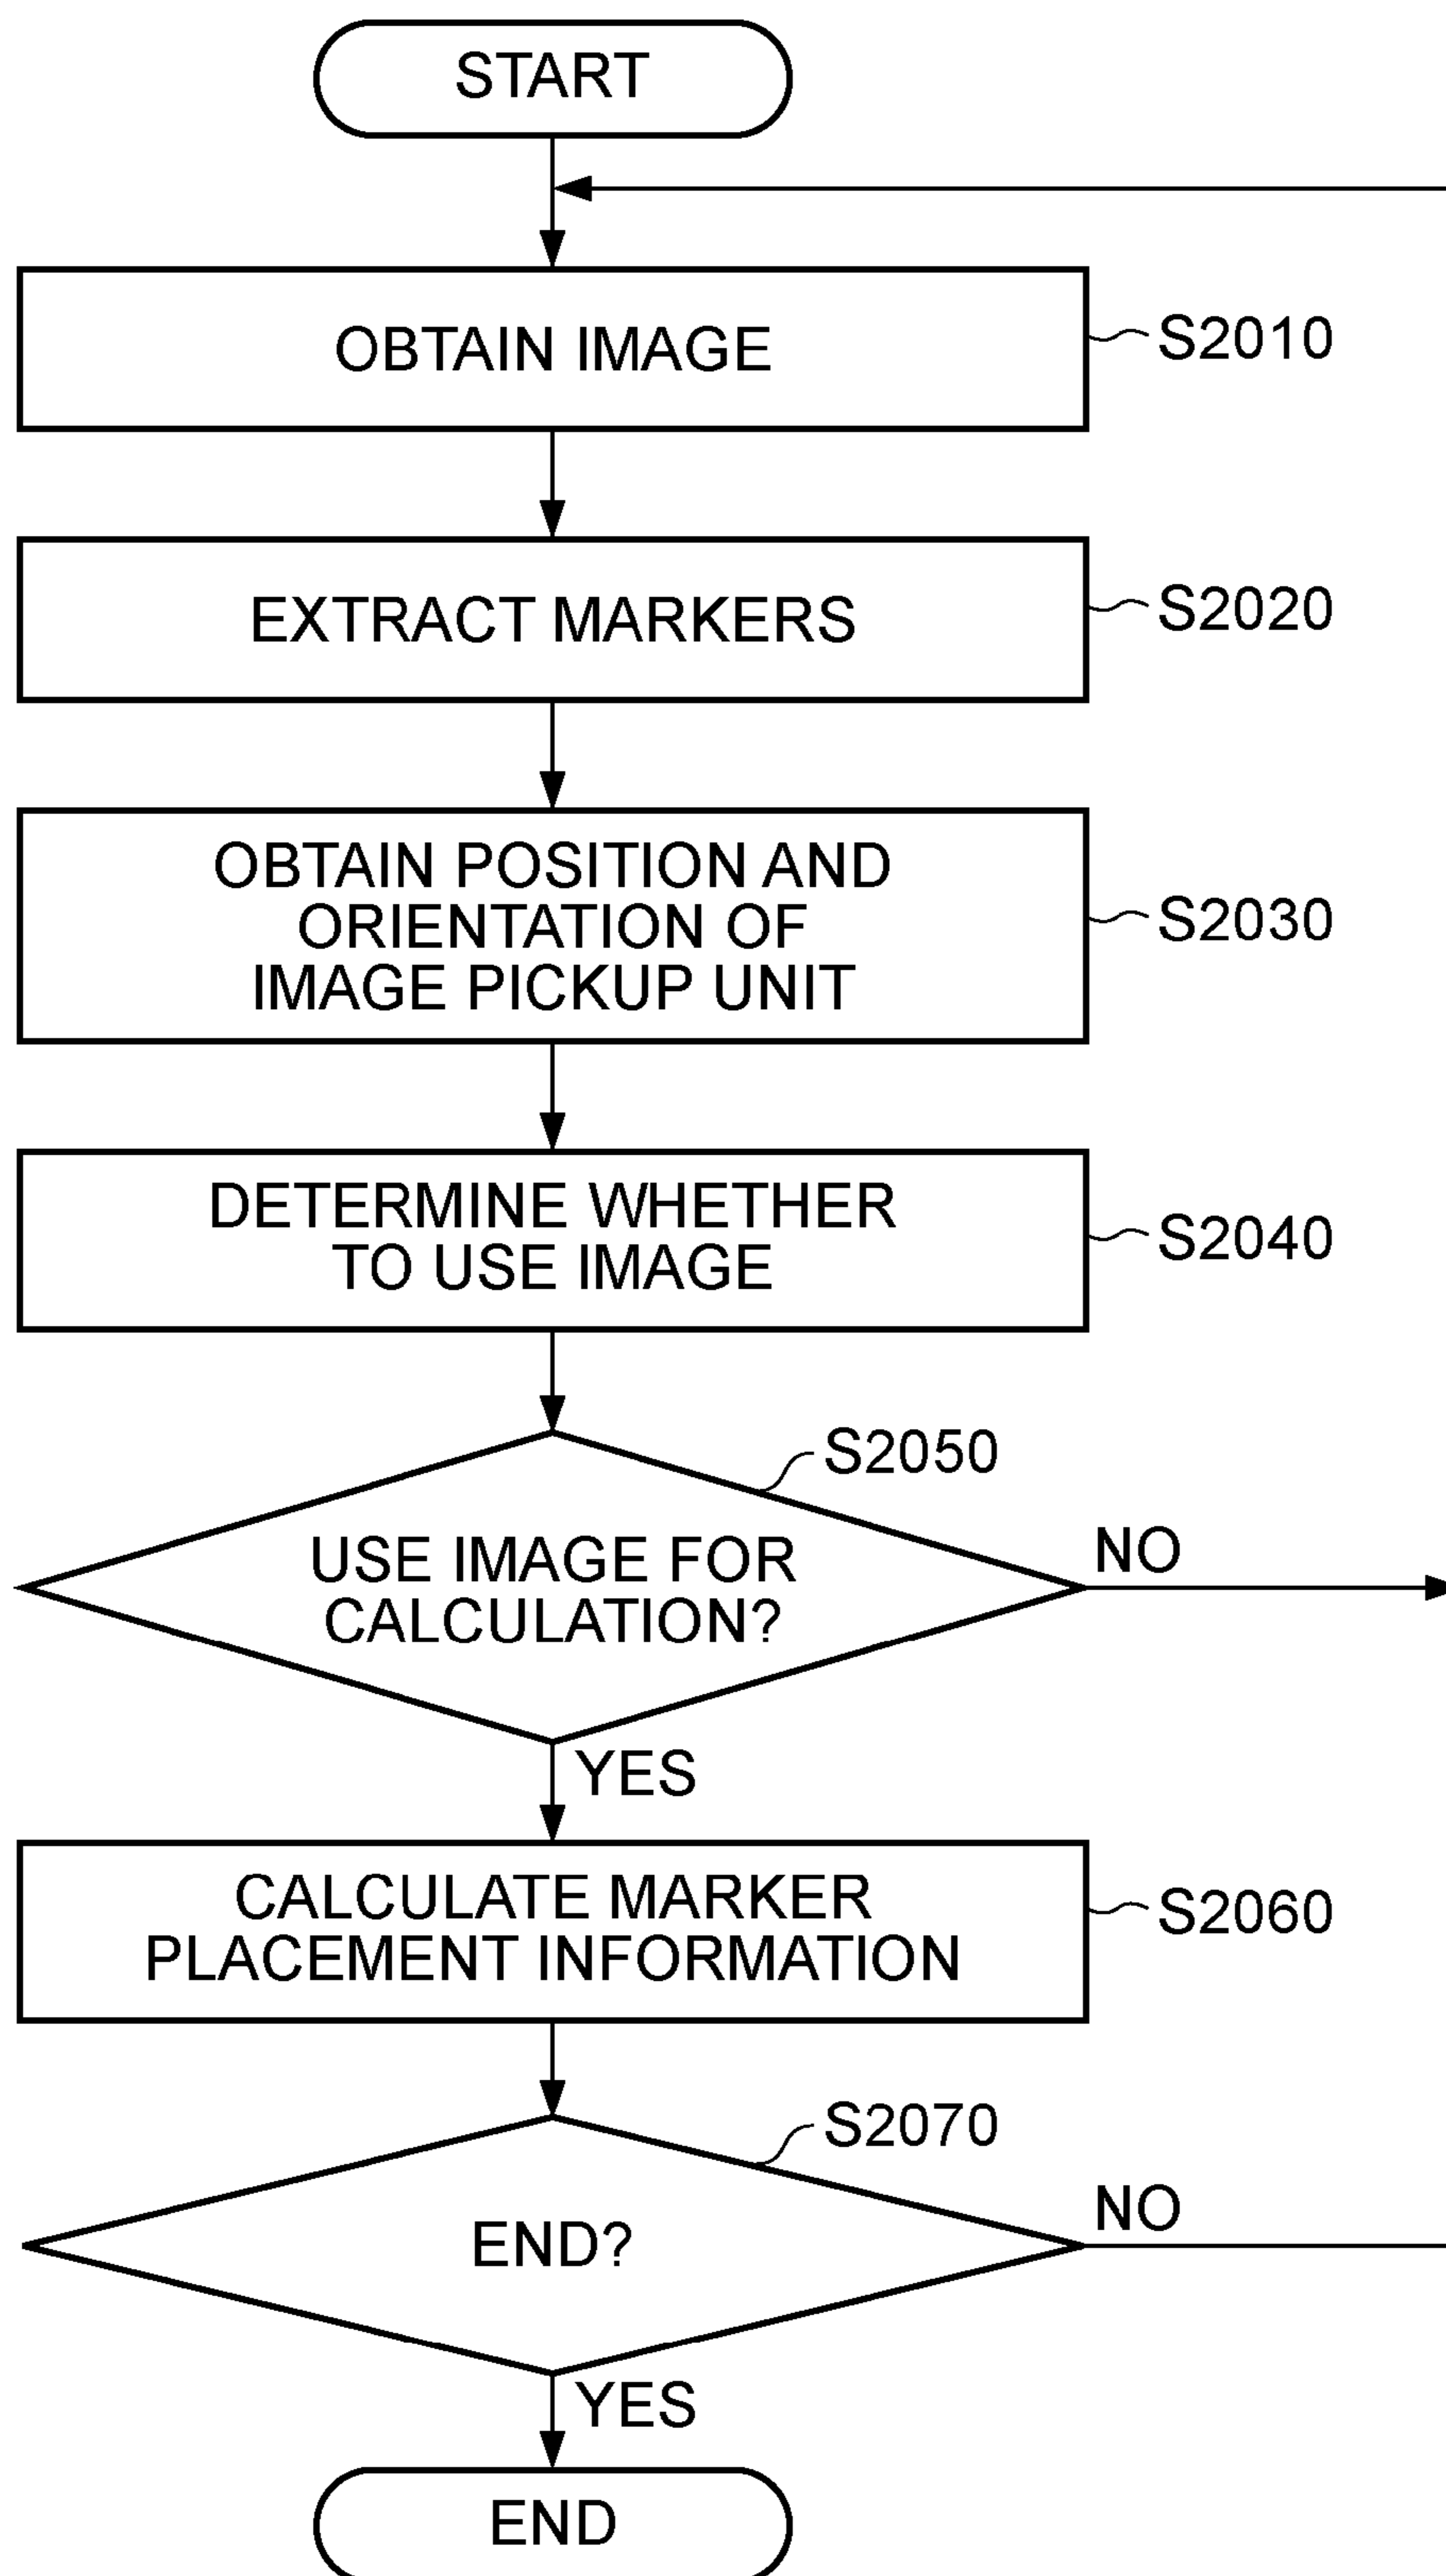 START
OBTAIN IMAGE
S2010
EXTRACT MARKERS
S2020
OBTAIN POSITION AND
ORIENTATION OF
IMAGE PICKUP UNIT
S2030
DETERMINE WHETHER
TO USE IMAGE
S2040
S2050
USE IMAGE FOR
CALCULATION?
NO
YES
CALCULATE MARKER
PLACEMENT INFORMATION
S2060
S2070
END?
NO
YES
END